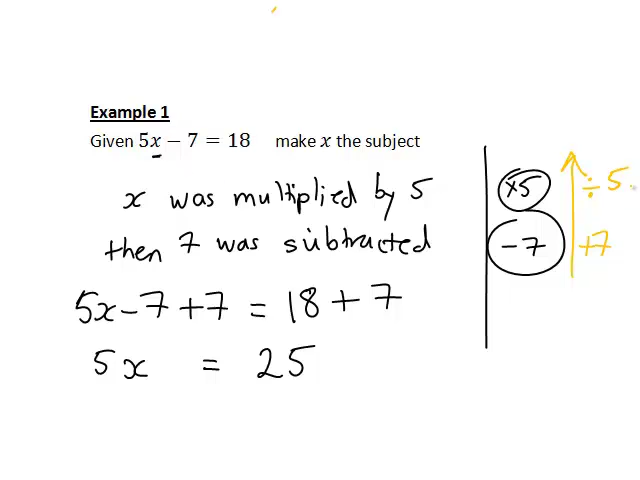 Example 1
Given 5x − 7 = 18 make x the subject
x was multiplied by 5
then 7 was subtracted
5x − 7 + 7 = 18 + 7
5x = 25
×5 ÷5
−7 +7